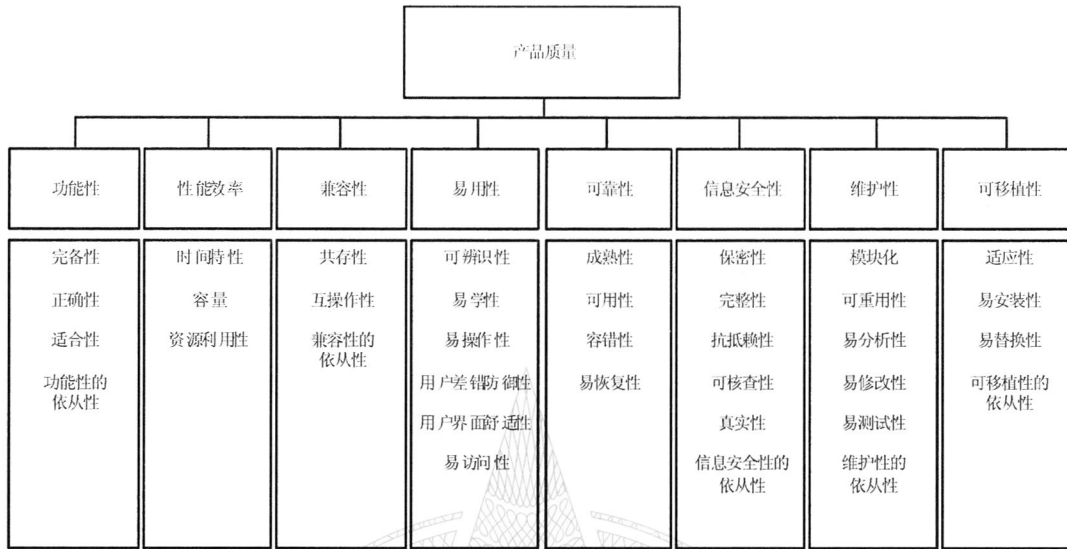 产品质量
功能性
性能效率
兼容性
易用性
可靠性
信息安全性
维护性
可移植性
完备性
正确性
适合性
功能性的
依从性
时间特性
容量
资源利用性
共存性
互操作性
兼容性的
依从性
可辨识性
易学性
易操作性
用户差错防御性
用户界面舒适性
易访问性
成熟性
可用性
容错性
易恢复性
保密性
完整性
抗抵赖性
可核查性
真实性
信息安全性的
依从性
模块化
可重用性
易分析性
易修改性
易测试性
维护性的
依从性
适应性
易安装性
易替换性
可移植性的
依从性